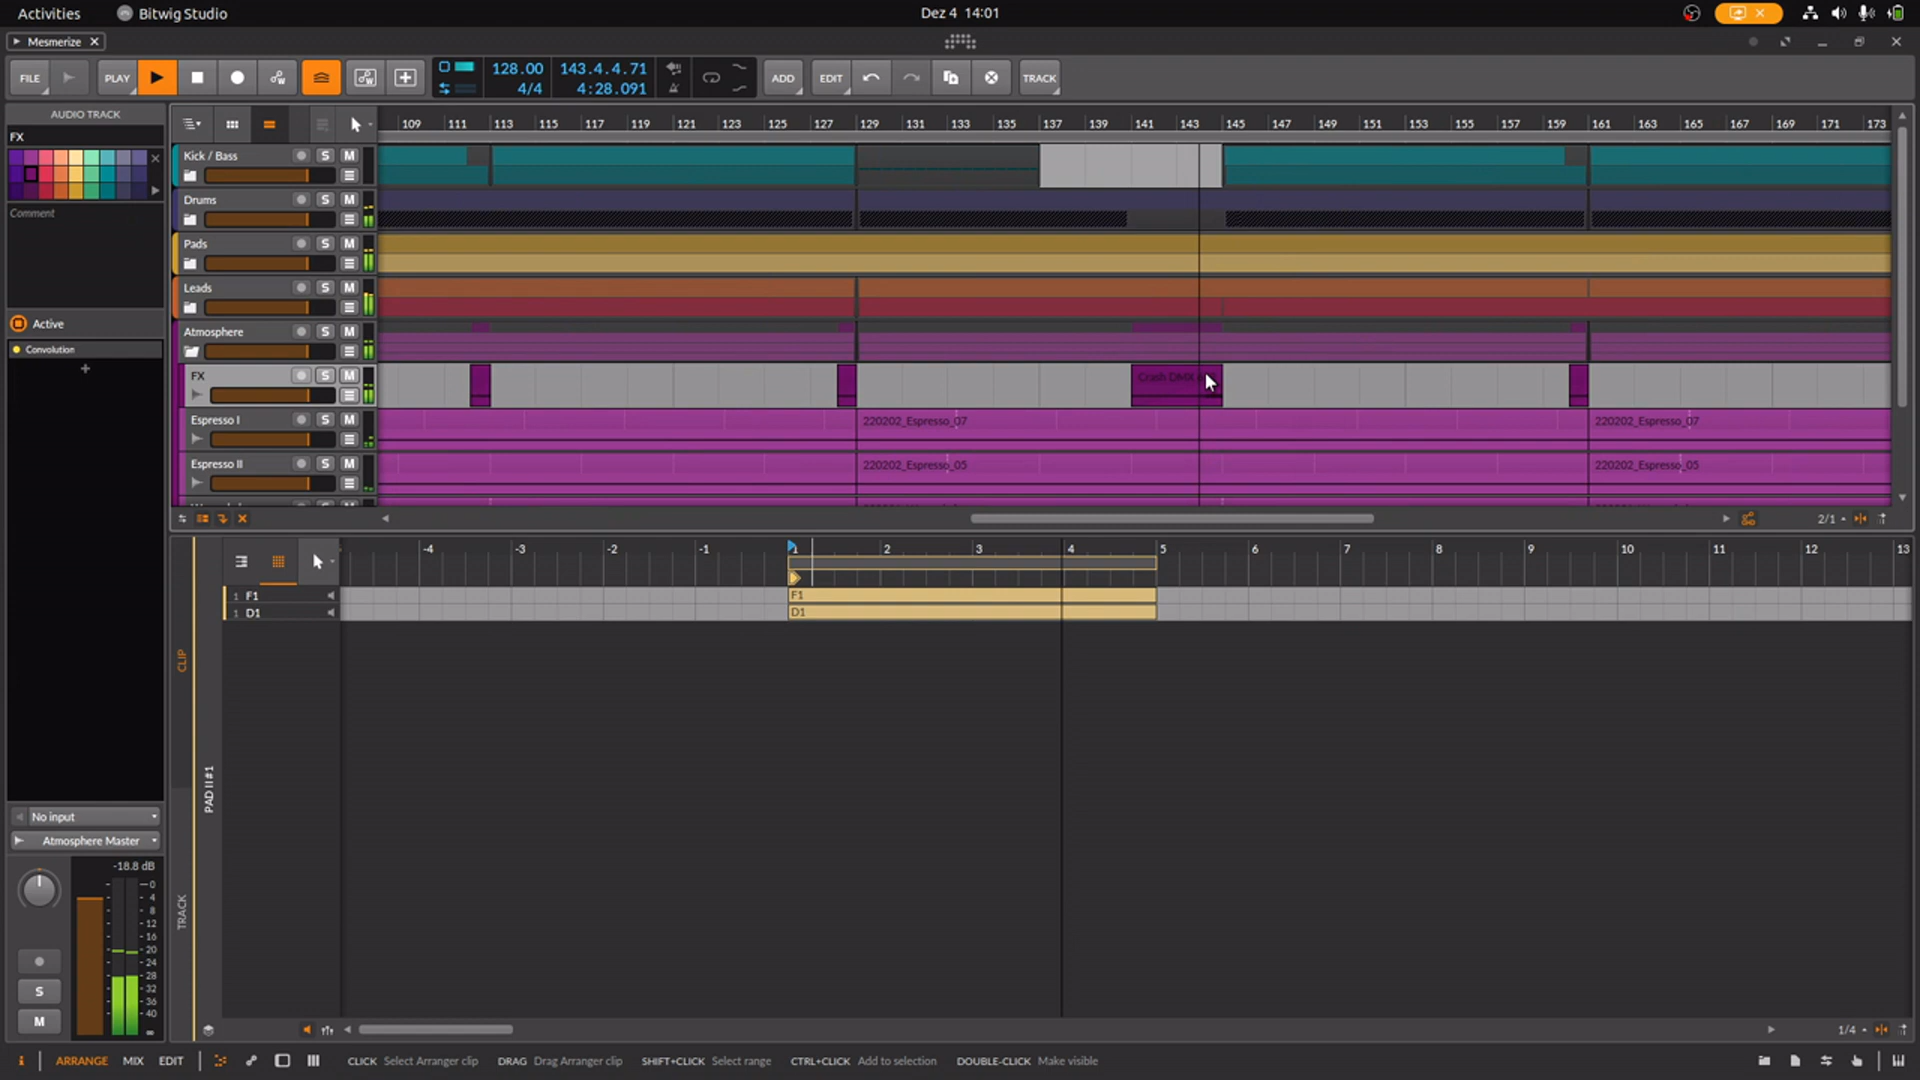 Activities
Bitwig Studio
Dez 4 14:01
Mesmerize
FILE
PLAY
128.00
4/4
143.4.4.71
4:28.091
ADD
EDIT
TRACK
AUDIO TRACK
FX
Comment
Active
Convolution
109 111 113 115 117 119 121 123 125 127 129 131 133 135 137 139 141 143 145 147 149 151 153 155 157 159 161 163 165 167 169 171 173
Kick / Bass S M
Drums S M
Pads S M
Leads S M
Atmosphere S M
FX S M
Crash DMX
Espresso I S M
220202_Espresso_07
220202_Espresso_07
Espresso II S M
220202_Espresso_05
220202_Espresso_05
2/1
-4 -3 -2 -1 1 2 3 4 5 6 7 8 9 10 11 12 13
1 F1
F1
1 D1
D1
CLIP
PAD II #1
TRACK
No input
Atmosphere Master
-18.8 dB
0
4
8
12
16
20
24
28
32
36
40
∞
S
M
1/4
i
ARRANGE
MIX
EDIT
CLICK Select Arranger clip
DRAG Drag Arranger clip
SHIFT+CLICK Select range
CTRL+CLICK Add to selection
DOUBLE-CLICK Make visible